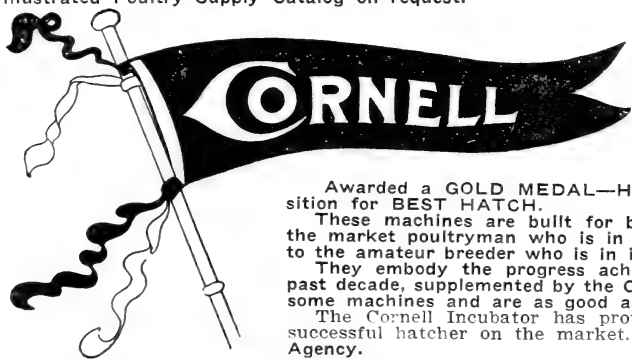 Illustrated Poultry Supply Catalog on request.
CORNELL
Awarded a GOLD MEDAL—H
sition for BEST HATCH.
These machines are built for b
the market poultryman who is in
to the amateur breeder who is in i
They embody the progress ach
past decade, supplemented by the C
some machines and are as good a
The Cornell Incubator has pro
successful hatcher on the market.
Agency.